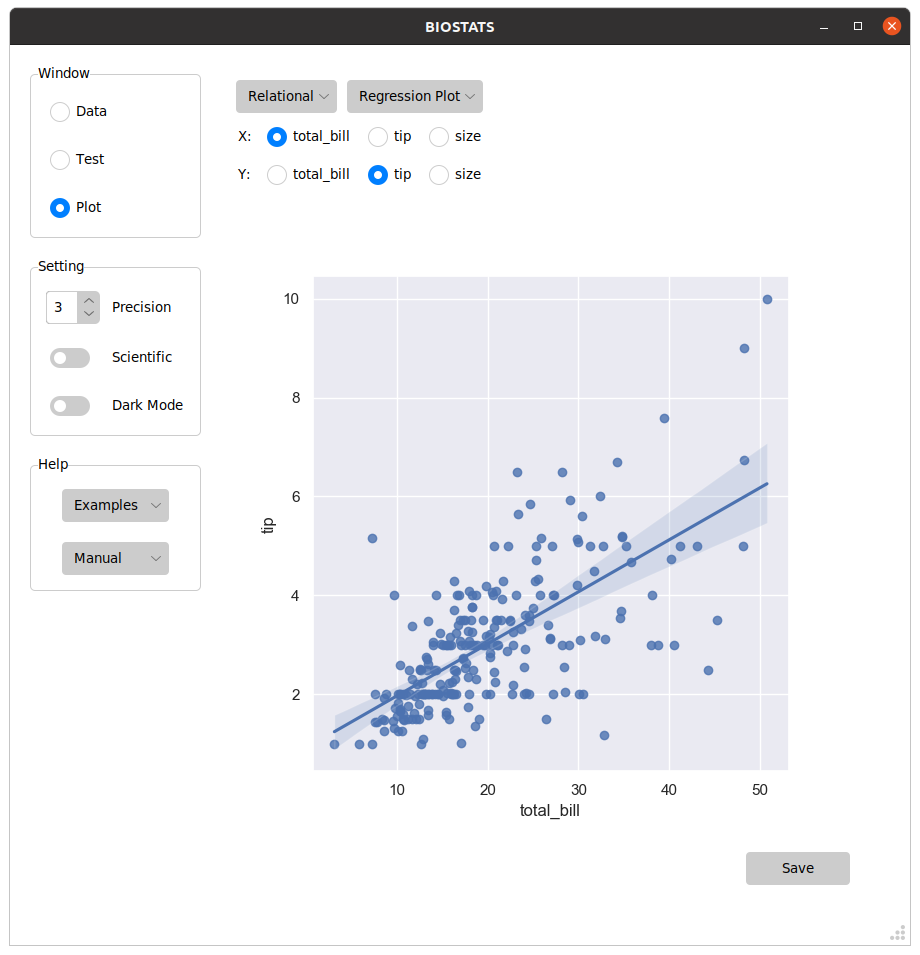 BIOSTATS
Window
Data
Test
Plot
Setting
3 Precision
Scientific
Dark Mode
Help
Examples
Manual
Relational Regression Plot
X: total_bill tip size
Y: total_bill tip size
10
8
6
4
2
tip
10 20 30 40 50
total_bill
Save